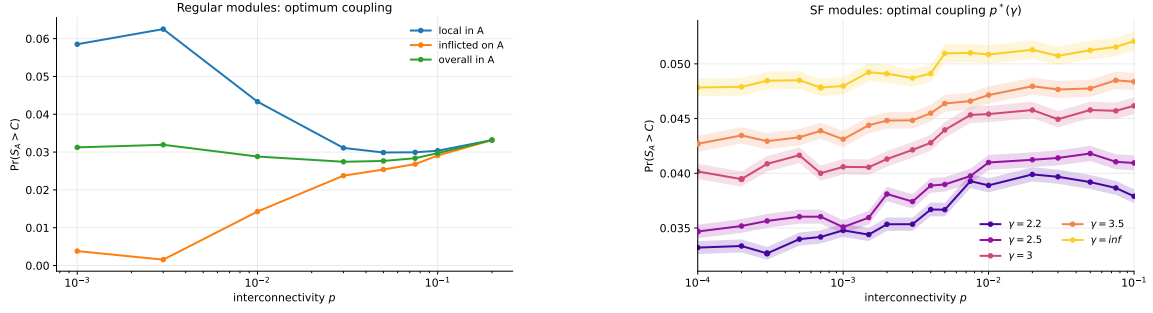 Regular modules: optimum coupling
Pr(S_A > C)
0.06
0.05
0.04
0.03
0.02
0.01
0.00
local in A
inflicted on A
overall in A
10⁻³
10⁻²
10⁻¹
interconnectivity p
SF modules: optimal coupling p*(γ)
Pr(S_A > C)
0.050
0.045
0.040
0.035
γ = 2.2
γ = 2.5
γ = 3
γ = 3.5
γ = inf
10⁻⁴
10⁻³
10⁻²
10⁻¹
interconnectivity p